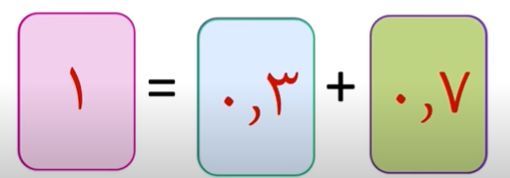 ٠,٧ + ٠,٣ = ١